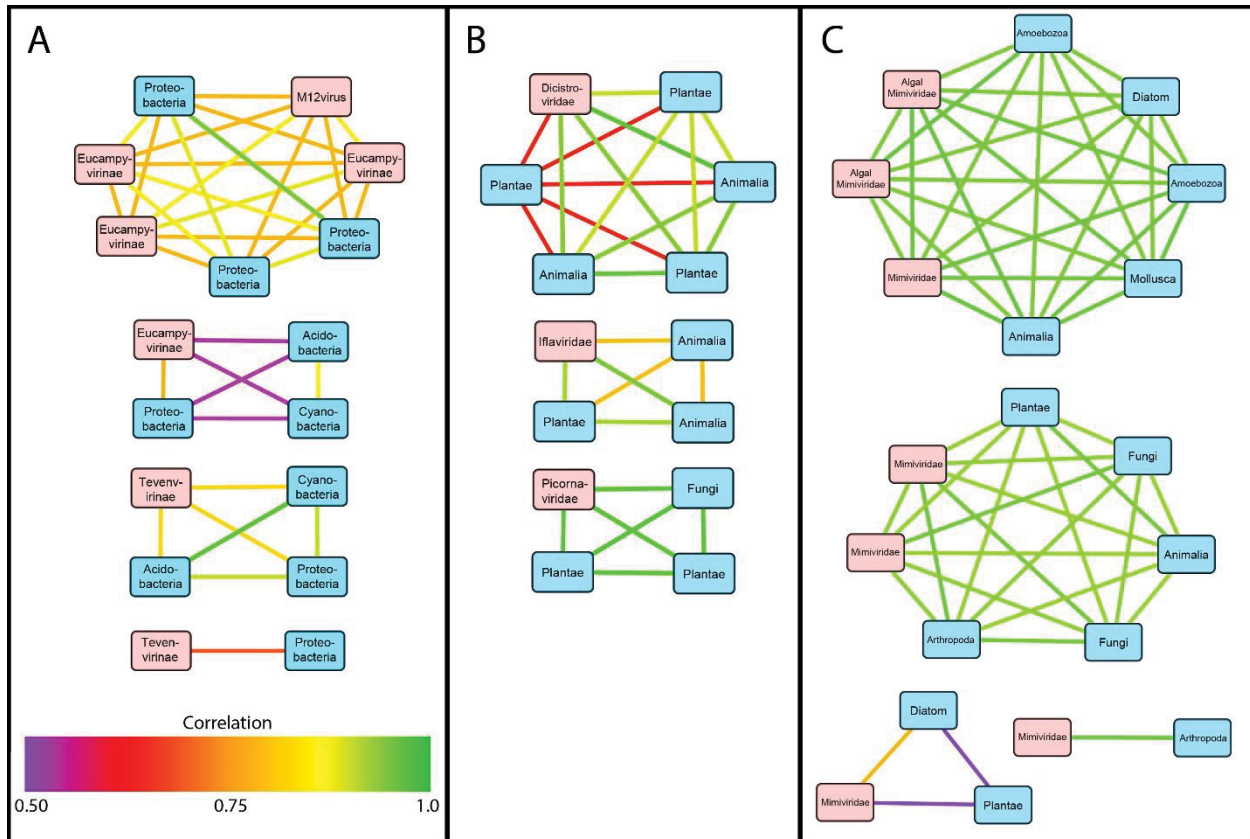 A
Proteo-
bacteria
M12virus
Eucampy-
virinae
Eucampy-
virinae
Eucampy-
virinae
Proteo-
bacteria
Proteo-
bacteria
Eucampy-
virinae
Acido-
bacteria
Proteo-
bacteria
Cyano-
bacteria
Tevenv-
irinae
Cyano-
bacteria
Acido-
bacteria
Proteo-
bacteria
Teven-
virinae
Proteo-
bacteria
Correlation
0.50
0.75
1.0
B
Dicistro-
viridae
Plantae
Plantae
Animalia
Animalia
Plantae
Iflaviridae
Animalia
Plantae
Animalia
Picorna-
viridae
Fungi
Plantae
Plantae
C
Amoebozoa
Algal
Mimiviridae
Diatom
Algal
Mimiviridae
Amoebozoa
Mimiviridae
Mollusca
Animalia
Plantae
Mimiviridae
Fungi
Mimiviridae
Animalia
Arthropoda
Fungi
Diatom
Mimiviridae
Plantae
Mimiviridae
Arthropoda